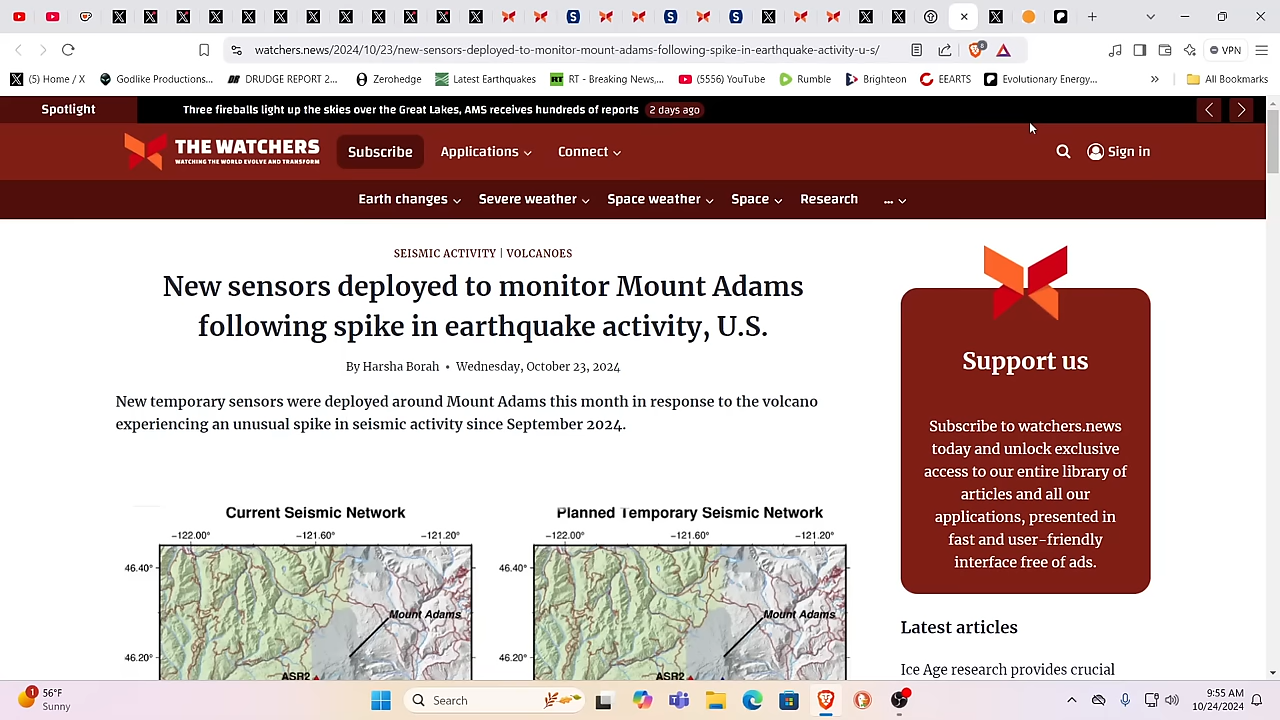 watchers.news/2024/10/23/new-sensors-deployed-to-monitor-mount-adams-following-spike-in-earthquake-activity-u-s/
8
VPN
(5) Home / X
Godlike Productions...
DRUDGE REPORT 2...
Zerohedge
Latest Earthquakes
RT - Breaking News,...
(5556) YouTube
Rumble
Brighteon
EEARTS
Evolutionary Energy...
»
All Bookmarks
Spotlight
Three fireballs light up the skies over the Great Lakes, AMS receives hundreds of reports 2 days ago
THE WATCHERS
WATCHING THE WORLD EVOLVE AND TRANSFORM
Subscribe
Applications
Connect
Sign in
Earth changes
Severe weather
Space weather
Space
Research
...
SEISMIC ACTIVITY | VOLCANOES
New sensors deployed to monitor Mount Adams
following spike in earthquake activity, U.S.
By Harsha Borah • Wednesday, October 23, 2024
New temporary sensors were deployed around Mount Adams this month in response to the volcano
experiencing an unusual spike in seismic activity since September 2024.
Current Seismic Network
−122.00°
−121.60°
−121.20°
46.40°
Mount Adams
46.20°
ASR2
Planned Temporary Seismic Network
−122.00°
−121.60°
−121.20°
46.40°
Mount Adams
46.20°
ASR2
Support us
Subscribe to watchers.news
today and unlock exclusive
access to our entire library of
articles and all our
applications, presented in
fast and user-friendly
interface free of ads.
Latest articles
Ice Age research provides crucial
1
56°F
Sunny
Search
9:55 AM
10/24/2024